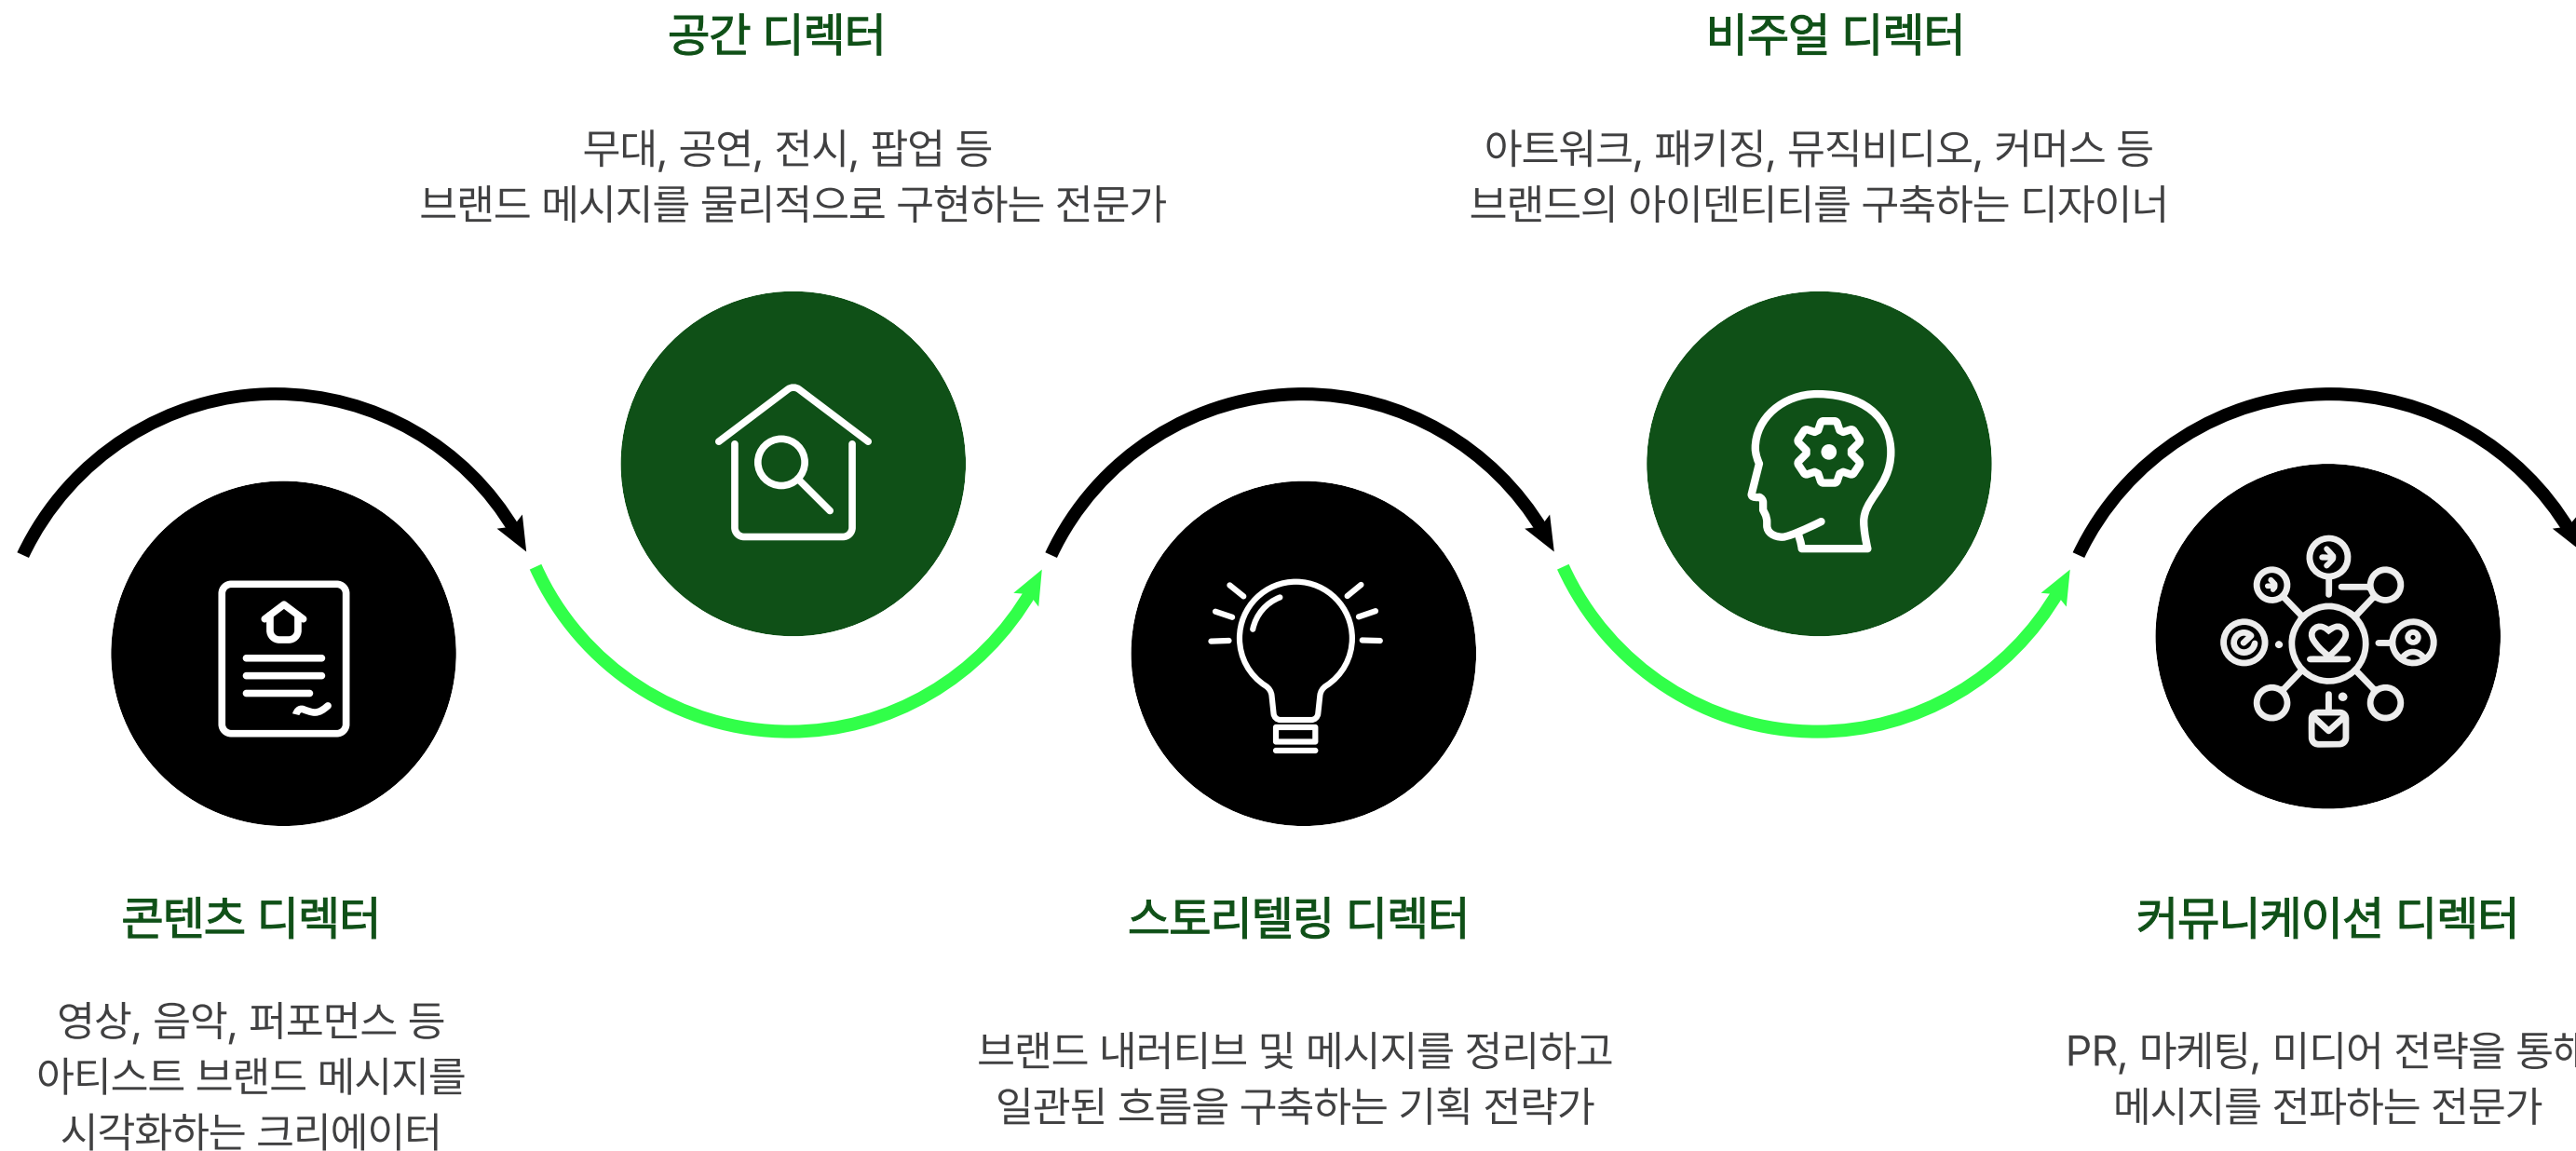 공간 디렉터
무대, 공연, 전시, 팝업 등
브랜드 메시지를 물리적으로 구현하는 전문가
비주얼 디렉터
아트워크, 패키징, 뮤직비디오, 커머스 등
브랜드의 아이덴티티를 구축하는 디자이너
콘텐츠 디렉터
영상, 음악, 퍼포먼스 등
아티스트 브랜드 메시지를
시각화하는 크리에이터
스토리텔링 디렉터
브랜드 내러티브 및 메시지를 정리하고
일관된 흐름을 구축하는 기획 전략가
커뮤니케이션 디렉터
PR, 마케팅, 미디어 전략을 통해
메시지를 전파하는 전문가